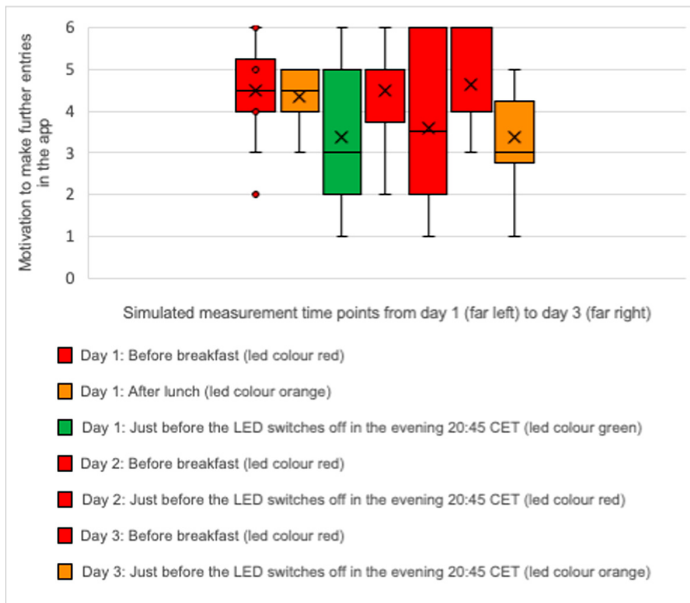 Motivation to make further entries
in the app
6
5
4
3
2
1
0
Simulated measurement time points from day 1 (far left) to day 3 (far right)
Day 1: Before breakfast (led colour red)
Day 1: After lunch (led colour orange)
Day 1: Just before the LED switches off in the evening 20:45 CET (led colour green)
Day 2: Before breakfast (led colour red)
Day 2: Just before the LED switches off in the evening 20:45 CET (led colour red)
Day 3: Before breakfast (led colour red)
Day 3: Just before the LED switches off in the evening 20:45 CET (led colour orange)